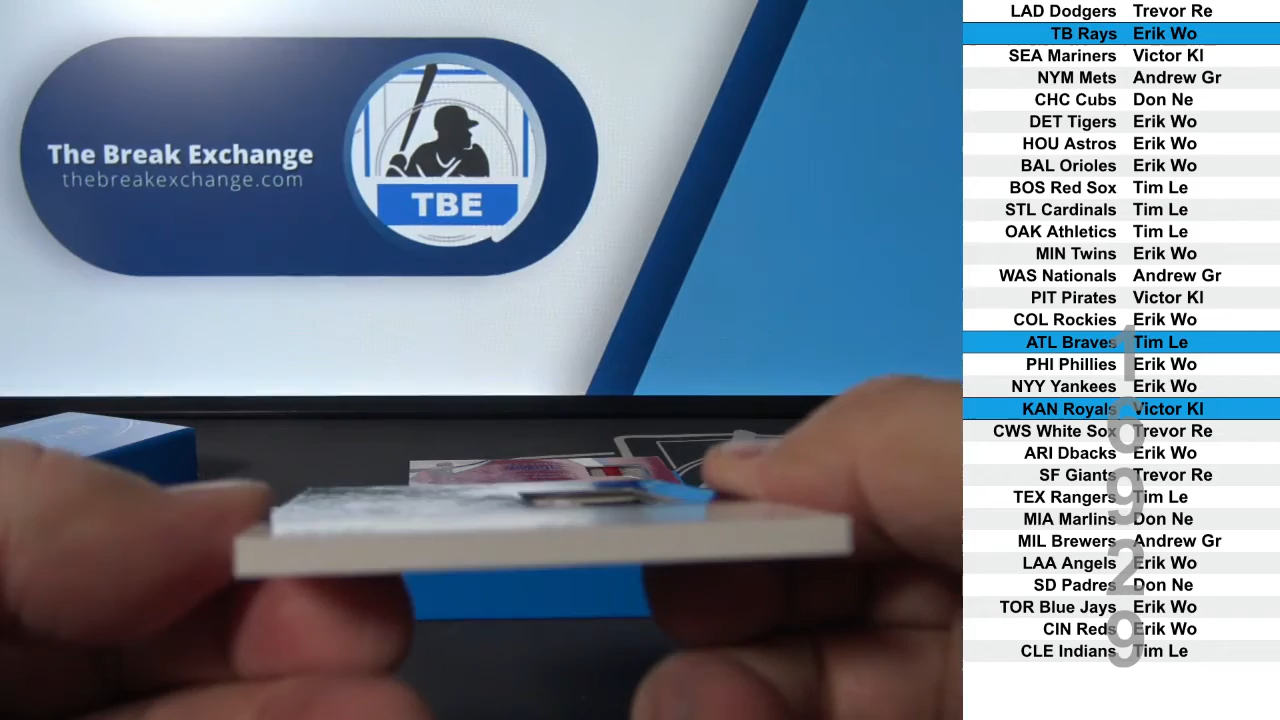 The Break Exchange
thebreakexchange.com
TBE
LAD Dodgers Trevor Re
TB Rays Erik Wo
SEA Mariners Victor Kl
NYM Mets Andrew Gr
CHC Cubs Don Ne
DET Tigers Erik Wo
HOU Astros Erik Wo
BAL Orioles Erik Wo
BOS Red Sox Tim Le
STL Cardinals Tim Le
OAK Athletics Tim Le
MIN Twins Erik Wo
WAS Nationals Andrew Gr
PIT Pirates Victor Kl
COL Rockies Erik Wo
ATL Braves Tim Le
PHI Phillies Erik Wo
NYY Yankees Erik Wo
KAN Royals Victor Kl
CWS White Sox Trevor Re
ARI Dbacks Erik Wo
SF Giants Trevor Re
TEX Rangers Tim Le
MIA Marlins Don Ne
MIL Brewers Andrew Gr
LAA Angels Erik Wo
SD Padres Don Ne
TOR Blue Jays Erik Wo
CIN Reds Erik Wo
CLE Indians Tim Le
1
6
9
2
9